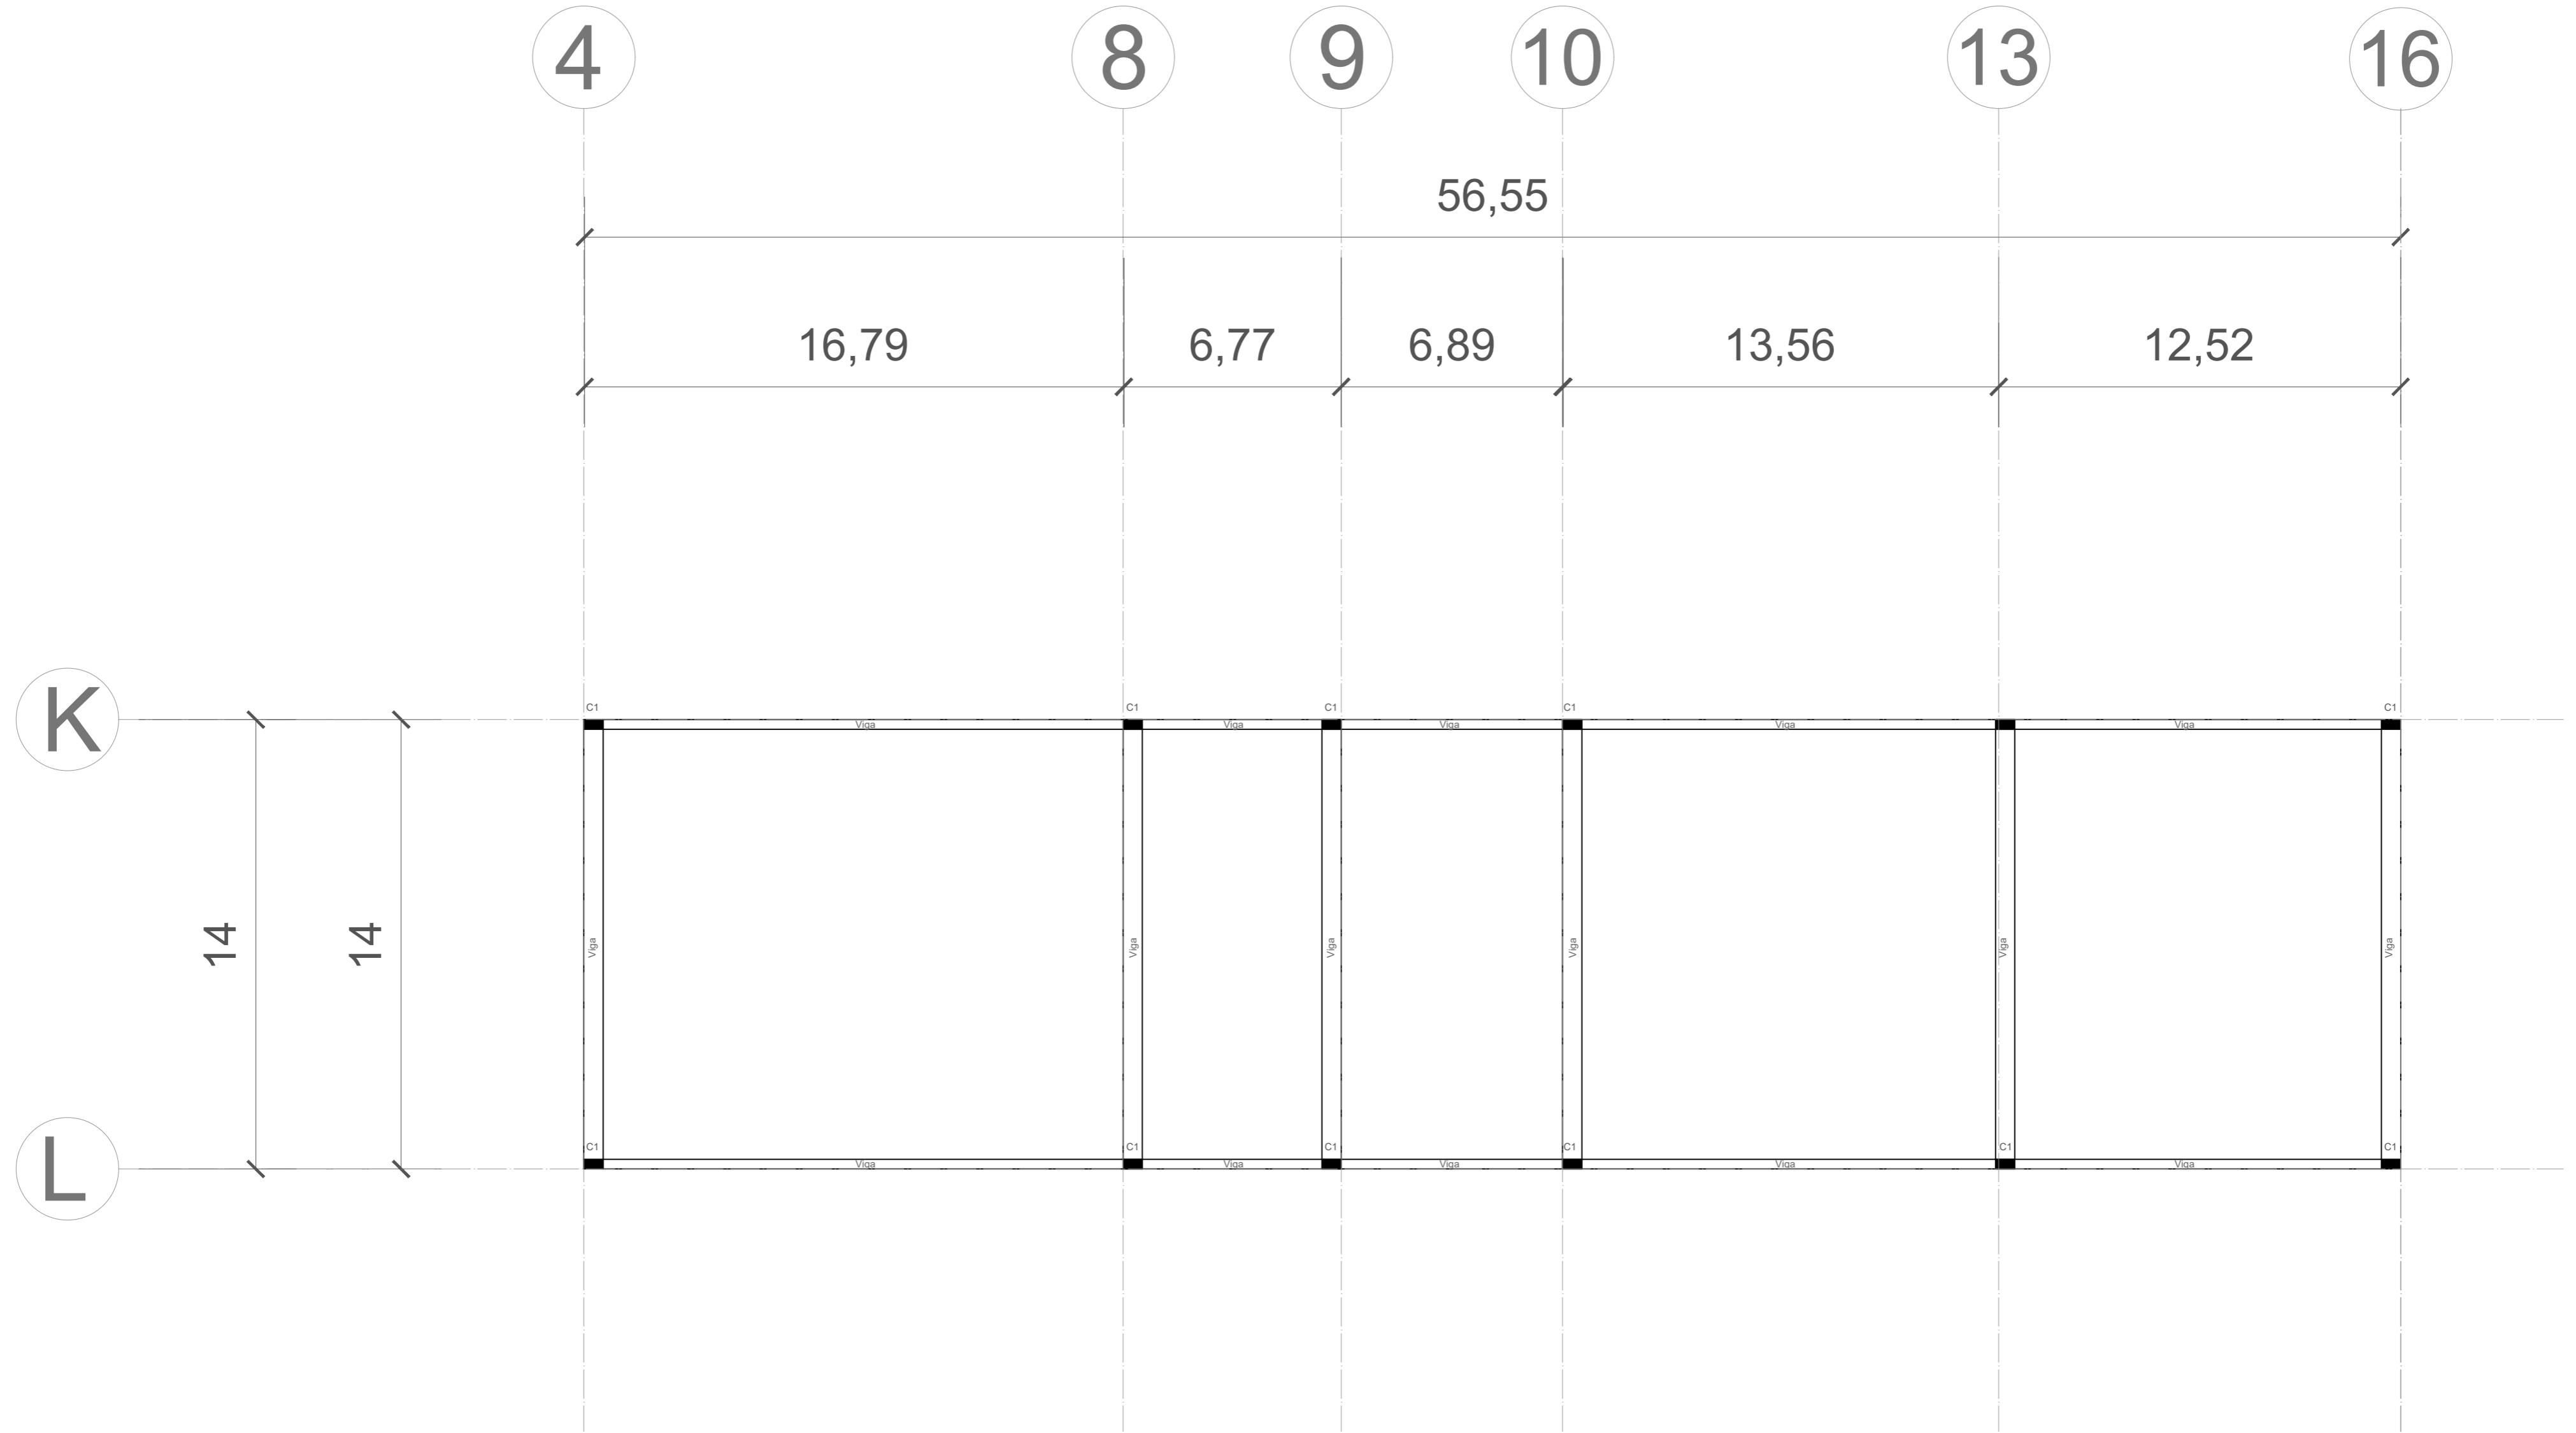 4 8 9 10 13 16
56,55
16,79 6,77 6,89 13,56 12,52
K
C1 C1 C1 C1 C1
Viga Viga Viga Viga Viga
14 14
Viga Viga Viga Viga Viga Viga
C1 C1 C1 C1 C1 C1
L
Viga Viga Viga Viga Viga